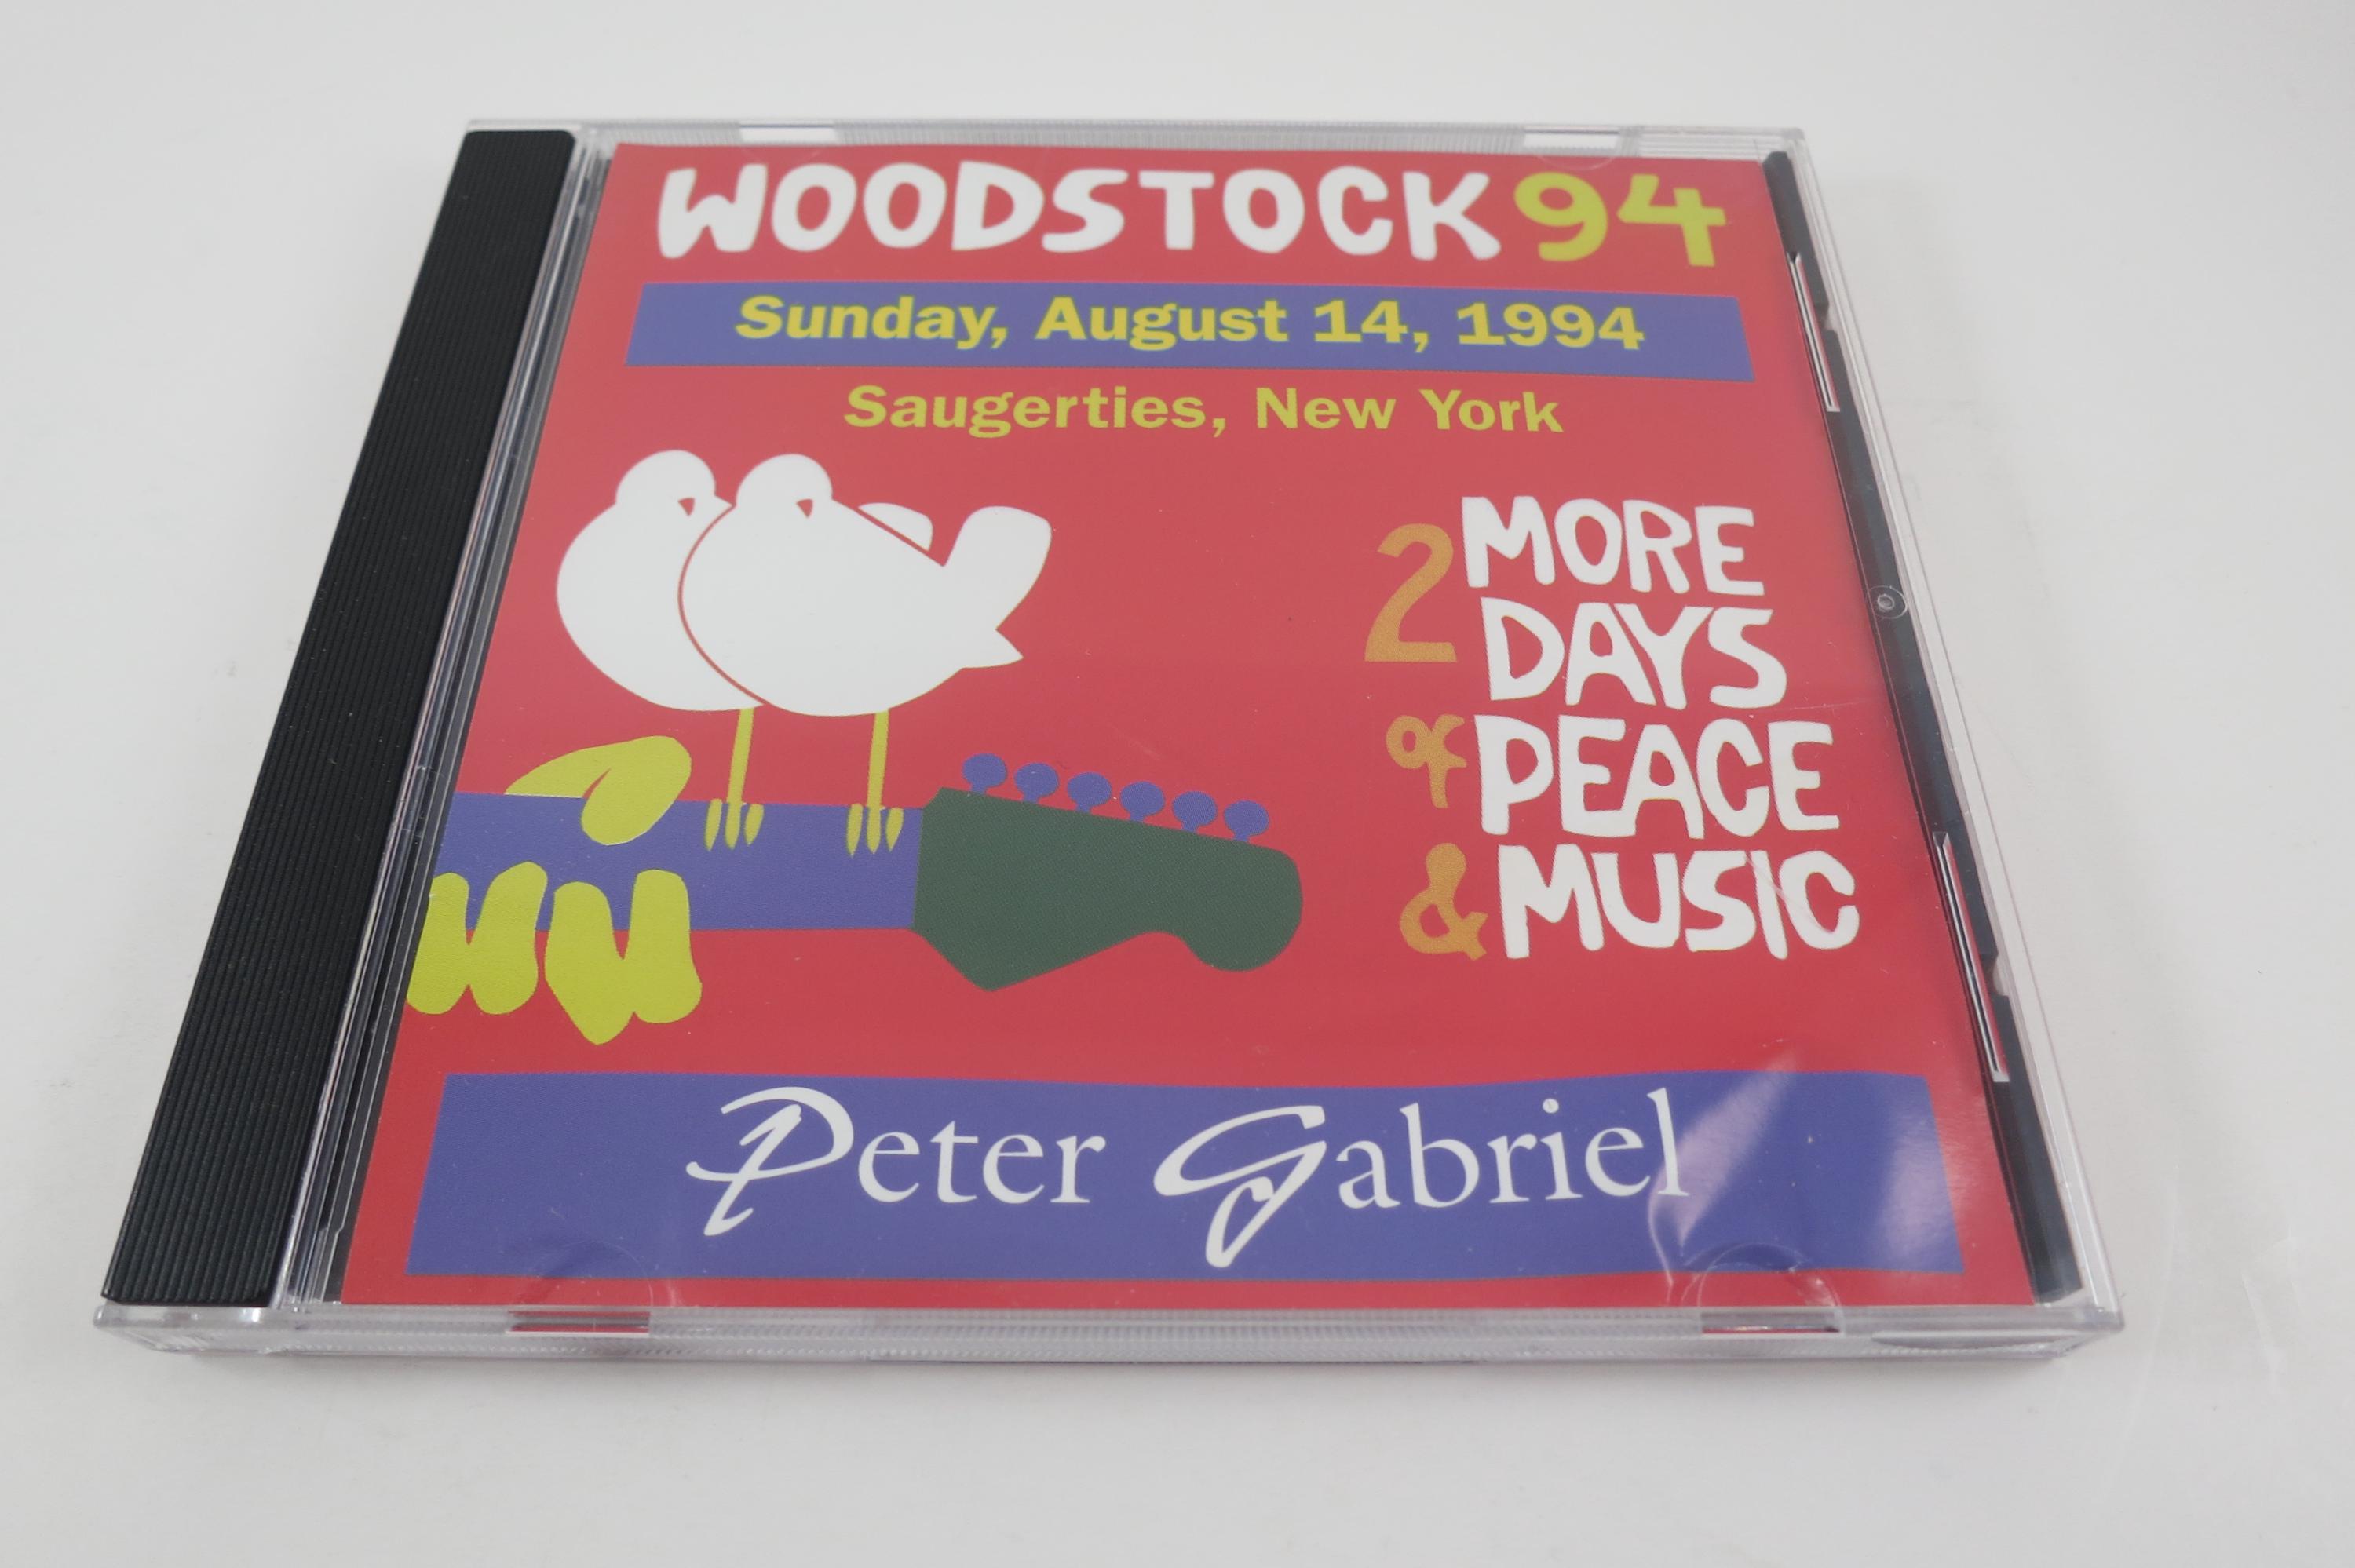 WOODSTOCK 94
Sunday, August 14, 1994
Saugerties, New York
2 MORE
DAYS
of PEACE
& MUSIC
Peter Gabriel